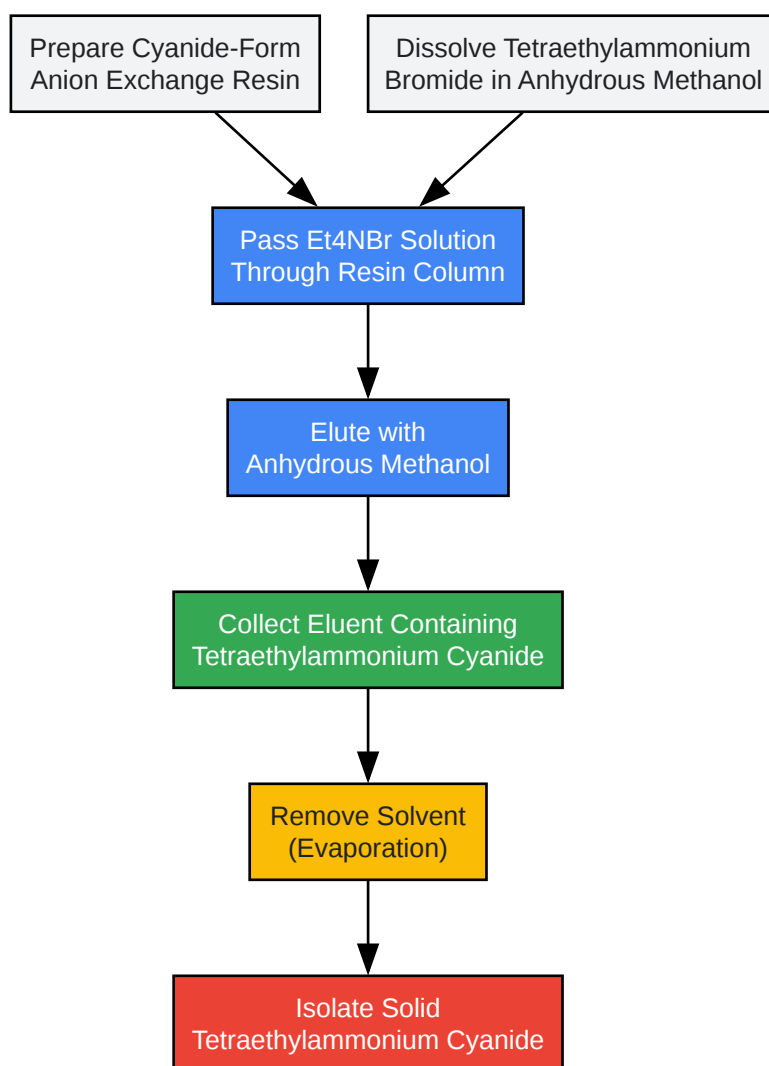 Prepare Cyanide-Form
Anion Exchange Resin
Dissolve Tetraethylammonium
Bromide in Anhydrous Methanol
Pass Et4NBr Solution
Through Resin Column
Elute with
Anhydrous Methanol
Collect Eluent Containing
Tetraethylammonium Cyanide
Remove Solvent
(Evaporation)
Isolate Solid
Tetraethylammonium Cyanide